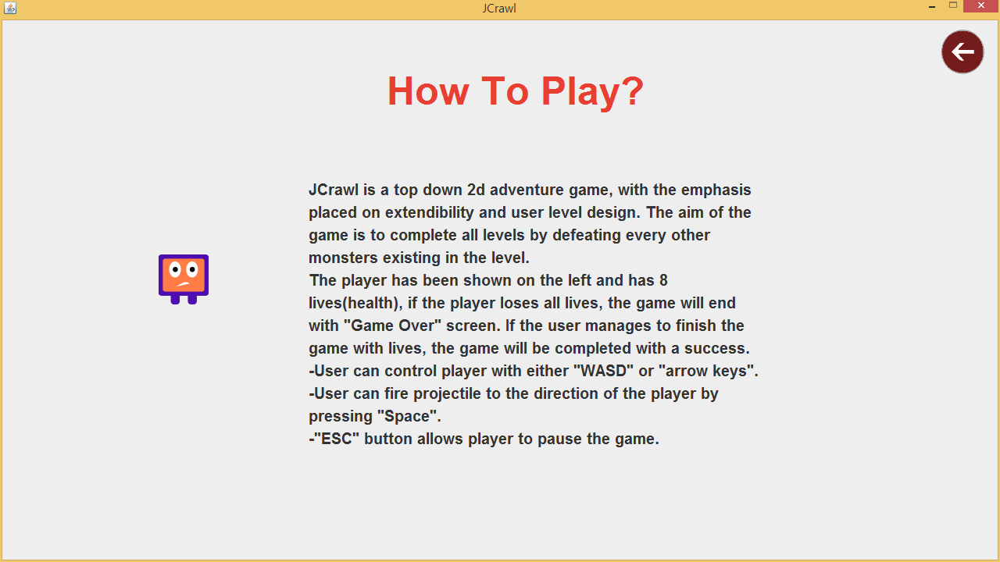 JCrawl
How To Play?
JCrawl is a top down 2d adventure game, with the emphasis
placed on extendibility and user level design. The aim of the
game is to complete all levels by defeating every other
monsters existing in the level.
The player has been shown on the left and has 8
lives(health), if the player loses all lives, the game will end
with "Game Over" screen. If the user manages to finish the
game with lives, the game will be completed with a success.
-User can control player with either "WASD" or "arrow keys".
-User can fire projectile to the direction of the player by
pressing "Space".
-"ESC" button allows player to pause the game.